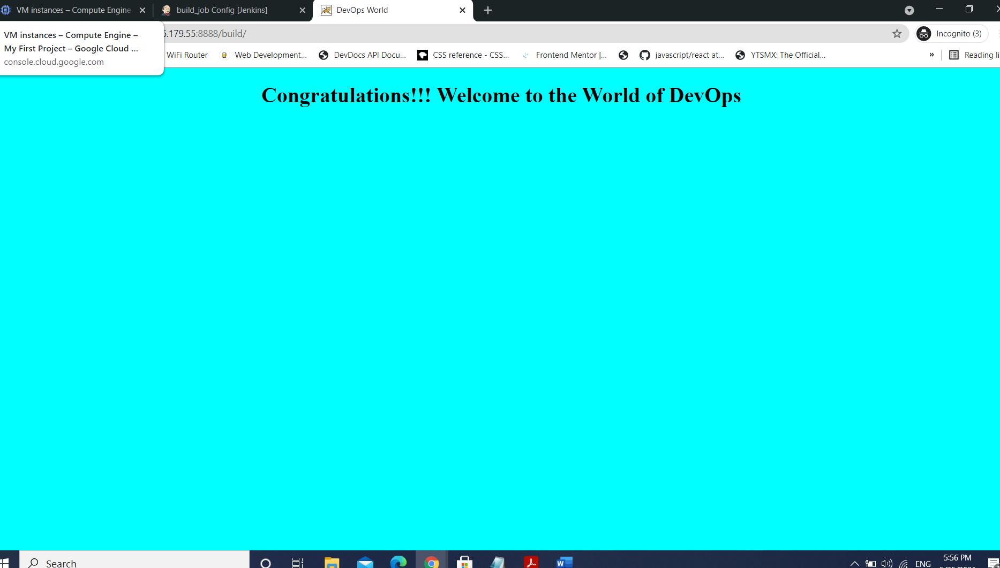 VM instances – Compute Engine
build_job Config [Jenkins]
DevOps World
VM instances – Compute Engine –
My First Project – Google Cloud ...
console.cloud.google.com
.179.55:8888/build/
Incognito (3)
WiFi Router
Web Development...
DevDocs API Docu...
CSS reference - CSS...
Frontend Mentor |...
javascript/react at...
YTSMX: The Official...
»
Reading li
Congratulations!!! Welcome to the World of DevOps
Search
ENG
5:56 PM